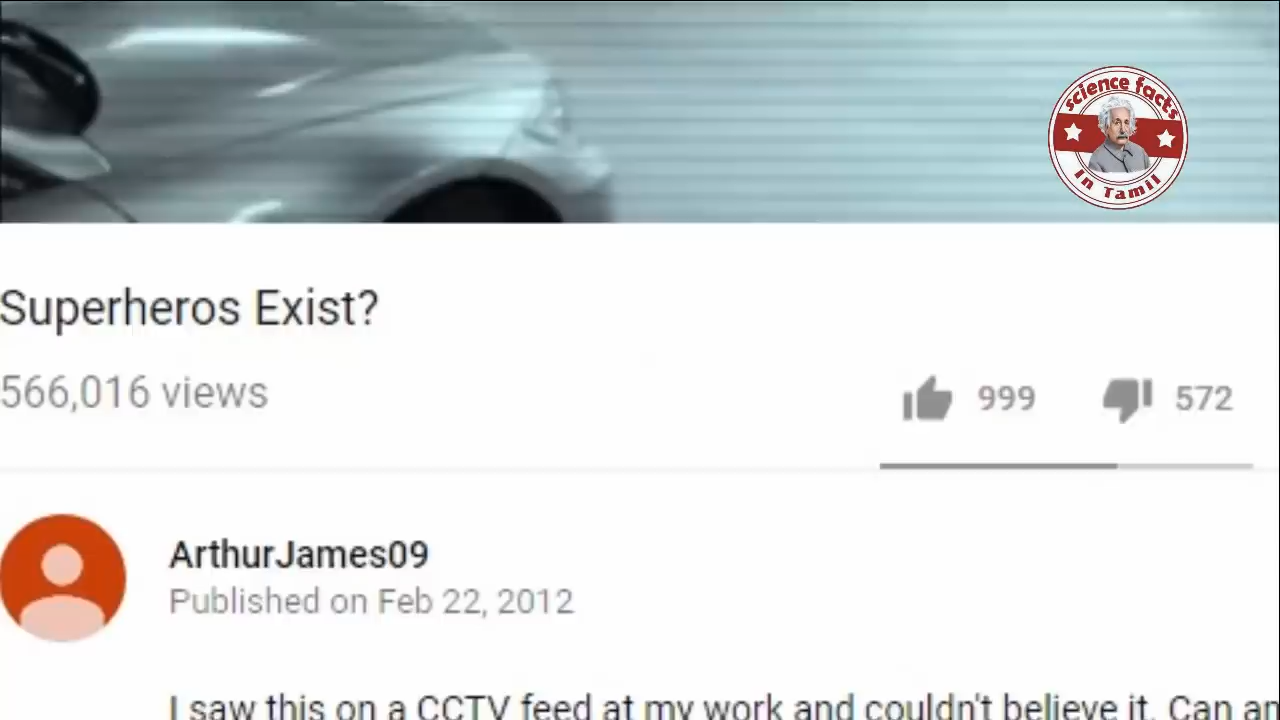 science facts
In Tamil
Superheros Exist?
566,016 views
999
572
ArthurJames09
Published on Feb 22, 2012
I saw this on a CCTV feed at my work and couldn't believe it. Can an